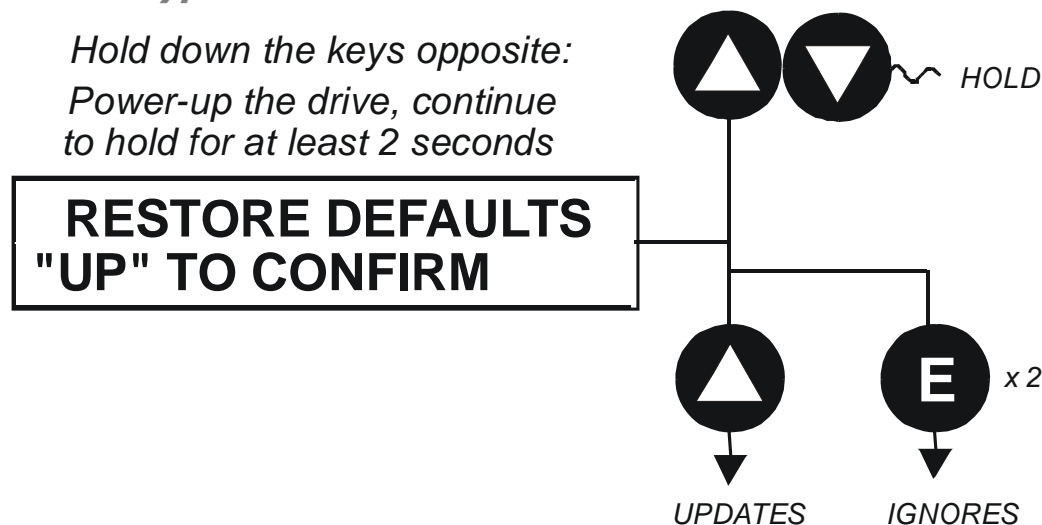 Hold down the keys opposite:
Power-up the drive, continue
to hold for at least 2 seconds
HOLD
RESTORE DEFAULTS
"UP" TO CONFIRM
E
x 2
UPDATES
IGNORES